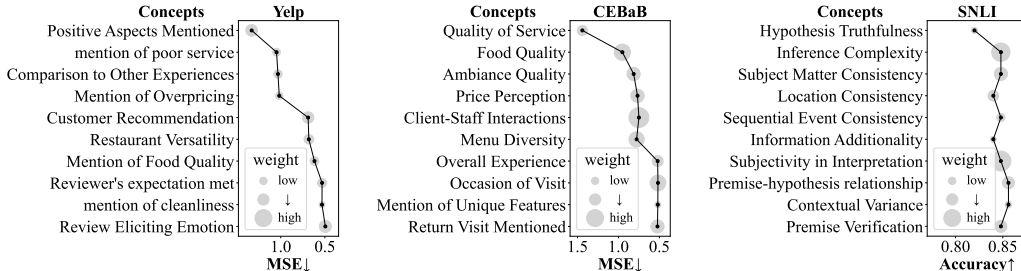 Concepts Yelp
Positive Aspects Mentioned
mention of poor service
Comparison to Other Experiences
Mention of Overpricing
Customer Recommendation
Restaurant Versatility
Mention of Food Quality
Reviewer's expectation met
mention of cleanliness
Review Eliciting Emotion
weight
low
↓
high
1.0 0.5
MSE↓
Concepts CEBaB
Quality of Service
Food Quality
Ambiance Quality
Price Perception
Client-Staff Interactions
Menu Diversity
Overall Experience
Occasion of Visit
Mention of Unique Features
Return Visit Mentioned
weight
low
↓
high
1.5 1.0 0.5
MSE↓
Concepts SNLI
Hypothesis Truthfulness
Inference Complexity
Subject Matter Consistency
Location Consistency
Sequential Event Consistency
Information Additionality
Subjectivity in Interpretation
Premise-hypothesis relationship
Contextual Variance
Premise Verification
weight
low
↓
high
0.80 0.85
Accuracy↑